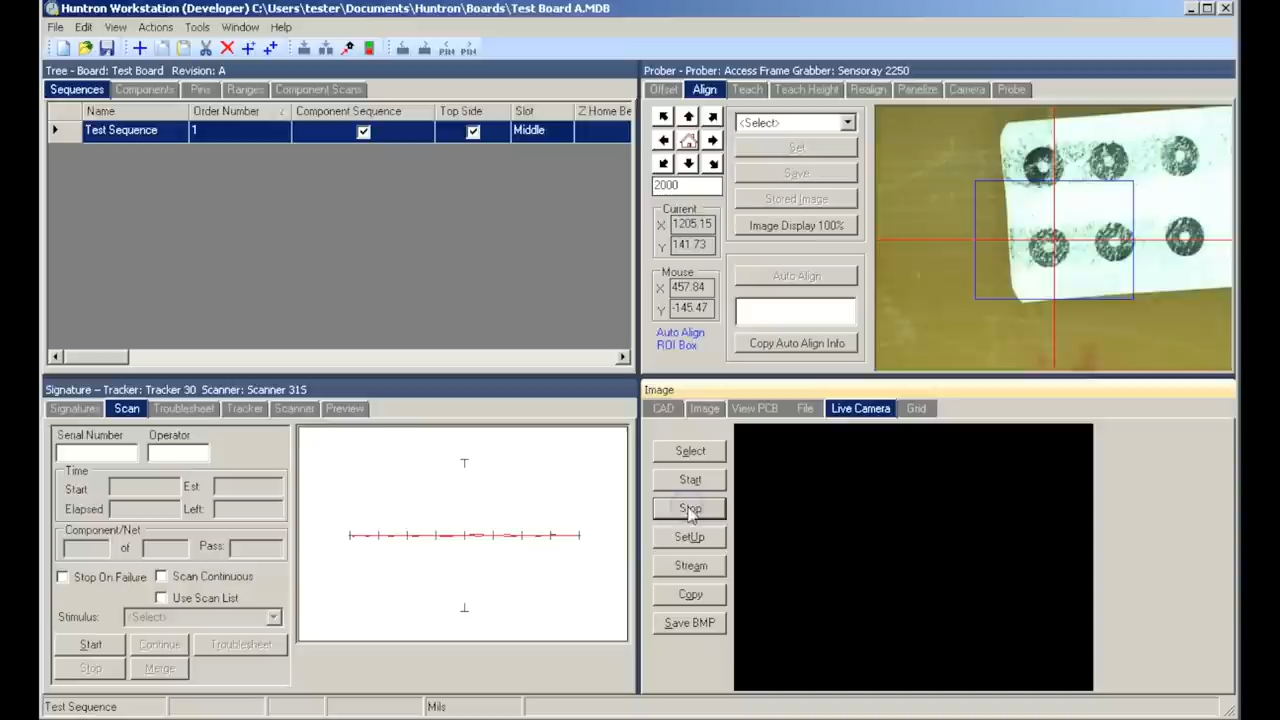 Huntron Workstation (Developer) C:\Users\tester\Documents\Huntron\Boards\Test Board A.MDB
File Edit View Actions Tools Window Help
PIN PIN
Tree - Board: Test Board Revision: A
Sequences Components Pins Ranges Component Scans
Name Order Number Component Sequence Top Side Slot Z Home Be
Test Sequence 1 Middle
Prober - Prober: Access Frame Grabber: Sensoray 2250
Offset Align Teach Teach Height Realign Panelize Camera Probe
<Select>
Set
2000
Save
Stored Image
Current
X 1205.15
Image Display 100%
Y 141.73
Mouse
Auto Align
X 457.84
Y -145.47
Auto Align
ROI Box
Copy Auto Align Info
Signature – Tracker: Tracker 30 Scanner: Scanner 31S
Signatures Scan Troubleshoot Tracker Scanner Preview
Serial Number Operator
Time
Start Est:
Elapsed Left:
Component/Net
of Pass:
Stop On Failure Scan Continuous
Use Scan List
Stimulus: <Select>
Start Continue Troubleshoot
Stop Merge
Image
CAD Image View PCB File Live Camera Grid
Select
Start
Stop
SetUp
Stream
Copy
Save BMP
Test Sequence Mils